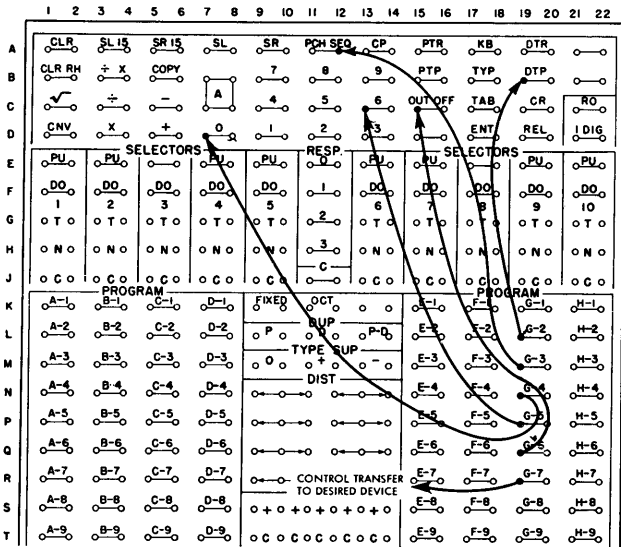 1 2 3 4 5 6 7 8 9 10 11 12 13 14 15 16 17 18 19 20 21 22
A CLR SL 15 SR 15 SL SR PCH SEQ CP PTR KB DTR
B CLR RH ÷ X COPY 7 8 9 PTP TYP DTP
C √ ÷ − A 4 5 6 OUT OFF TAB CR RO
D CNV X + 0 1 2 3 ENT REL 1 DIG
SELECTORS RESP. SELECTORS
E PU PU PU PU 0 PU PU PU PU
F DO DO DO DO DO 1 DO DO DO DO DO
1 2 3 4 5 6 7 8 9 10
G T T T T T 2 T T T T T
H N N N N N 3 N N N N N
J C C C C C C C C C C C
PROGRAM PROGRAM
K A-1 B-1 C-1 D-1 FIXED OCT E-1 F-1 G-1 H-1
DUP
L A-2 B-2 C-2 D-2 P P-D E-2 F-2 G-2 H-2
TYPE SUP
M A-3 B-3 C-3 D-3 0 + − E-3 F-3 G-3 H-3
DIST
N A-4 B-4 C-4 D-4 E-4 F-4 G-4 H-4
P A-5 B-5 C-5 D-5 E-5 F-5 G-5 H-5
Q A-6 B-6 C-6 D-6 E-6 F-6 G-6 H-6
R A-7 B-7 C-7 D-7 CONTROL TRANSFER E-7 F-7 G-7 H-7
TO DESIRED DEVICE
S A-8 B-8 C-8 D-8 + + + + + E-8 F-8 G-8 H-8
T A-9 B-9 C-9 D-9 C C C C C E-9 F-9 G-9 H-9